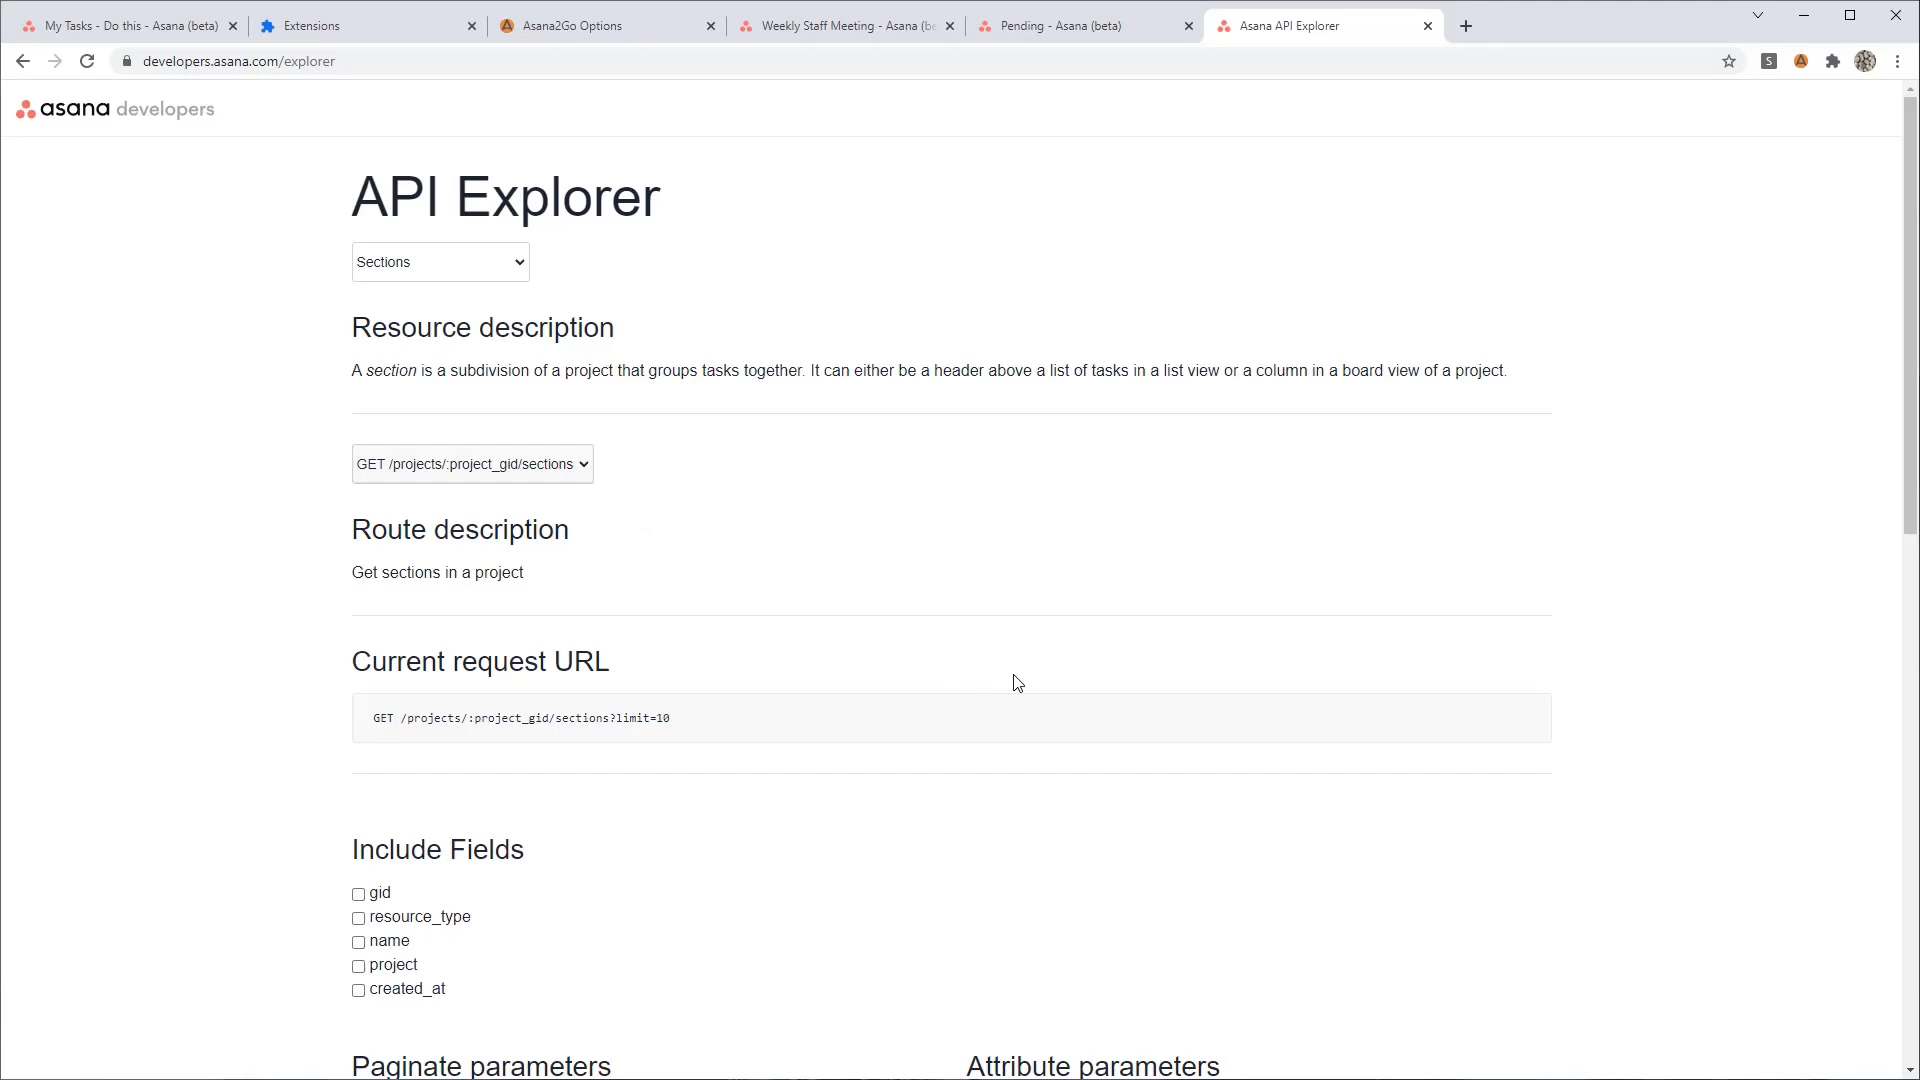 My Tasks - Do this - Asana (beta)
Extensions
Asana2Go Options
Weekly Staff Meeting - Asana (be
Pending - Asana (beta)
Asana API Explorer
developers.asana.com/explorer
S
asana developers
API Explorer
Sections
Resource description
A section is a subdivision of a project that groups tasks together. It can either be a header above a list of tasks in a list view or a column in a board view of a project.
GET /projects/:project_gid/sections
Route description
Get sections in a project
Current request URL
GET /projects/:project_gid/sections?limit=10
Include Fields
gid
resource_type
name
project
created_at
Paginate parameters
Attribute parameters